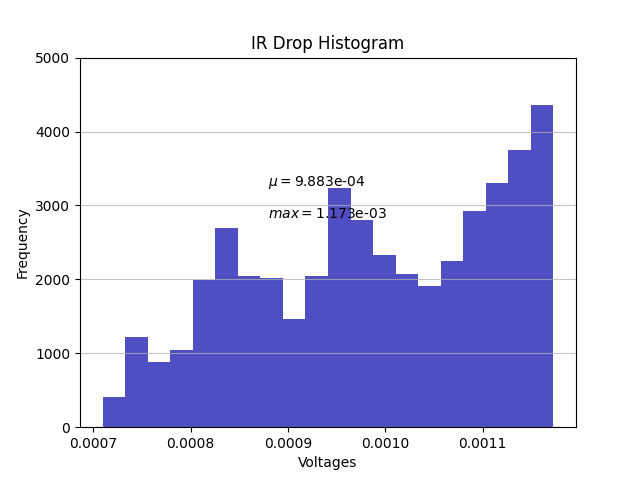 IR Drop Histogram
5000
4000
3000
2000
1000
0
Frequency
μ = 9.883e-04
max = 1.173e-03
0.0007 0.0008 0.0009 0.0010 0.0011
Voltages